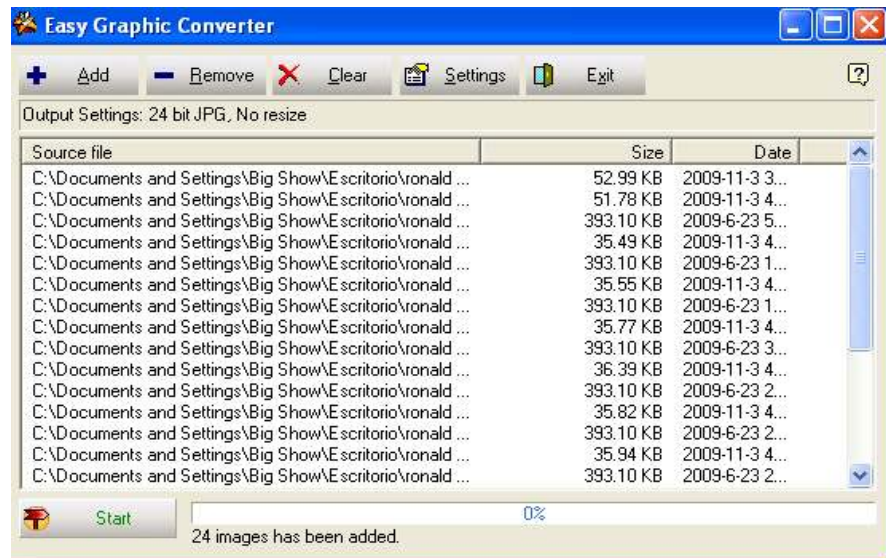 Easy Graphic Converter
Add Remove Clear Settings Exit
Output Settings: 24 bit JPG, No resize
Source file Size Date
C:\Documents and Settings\Big Show\Escritorio\ronald ... 52.99 KB 2009-11-3 3...
C:\Documents and Settings\Big Show\Escritorio\ronald ... 51.78 KB 2009-11-3 4...
C:\Documents and Settings\Big Show\Escritorio\ronald ... 393.10 KB 2009-6-23 5...
C:\Documents and Settings\Big Show\Escritorio\ronald ... 35.49 KB 2009-11-3 4...
C:\Documents and Settings\Big Show\Escritorio\ronald ... 393.10 KB 2009-6-23 1...
C:\Documents and Settings\Big Show\Escritorio\ronald ... 35.55 KB 2009-11-3 4...
C:\Documents and Settings\Big Show\Escritorio\ronald ... 393.10 KB 2009-6-23 1...
C:\Documents and Settings\Big Show\Escritorio\ronald ... 35.77 KB 2009-11-3 4...
C:\Documents and Settings\Big Show\Escritorio\ronald ... 393.10 KB 2009-6-23 3...
C:\Documents and Settings\Big Show\Escritorio\ronald ... 36.39 KB 2009-11-3 4...
C:\Documents and Settings\Big Show\Escritorio\ronald ... 393.10 KB 2009-6-23 2...
C:\Documents and Settings\Big Show\Escritorio\ronald ... 35.82 KB 2009-11-3 4...
C:\Documents and Settings\Big Show\Escritorio\ronald ... 393.10 KB 2009-6-23 2...
C:\Documents and Settings\Big Show\Escritorio\ronald ... 35.94 KB 2009-11-3 4...
C:\Documents and Settings\Big Show\Escritorio\ronald ... 393.10 KB 2009-6-23 2...
Start 0%
24 images has been added.